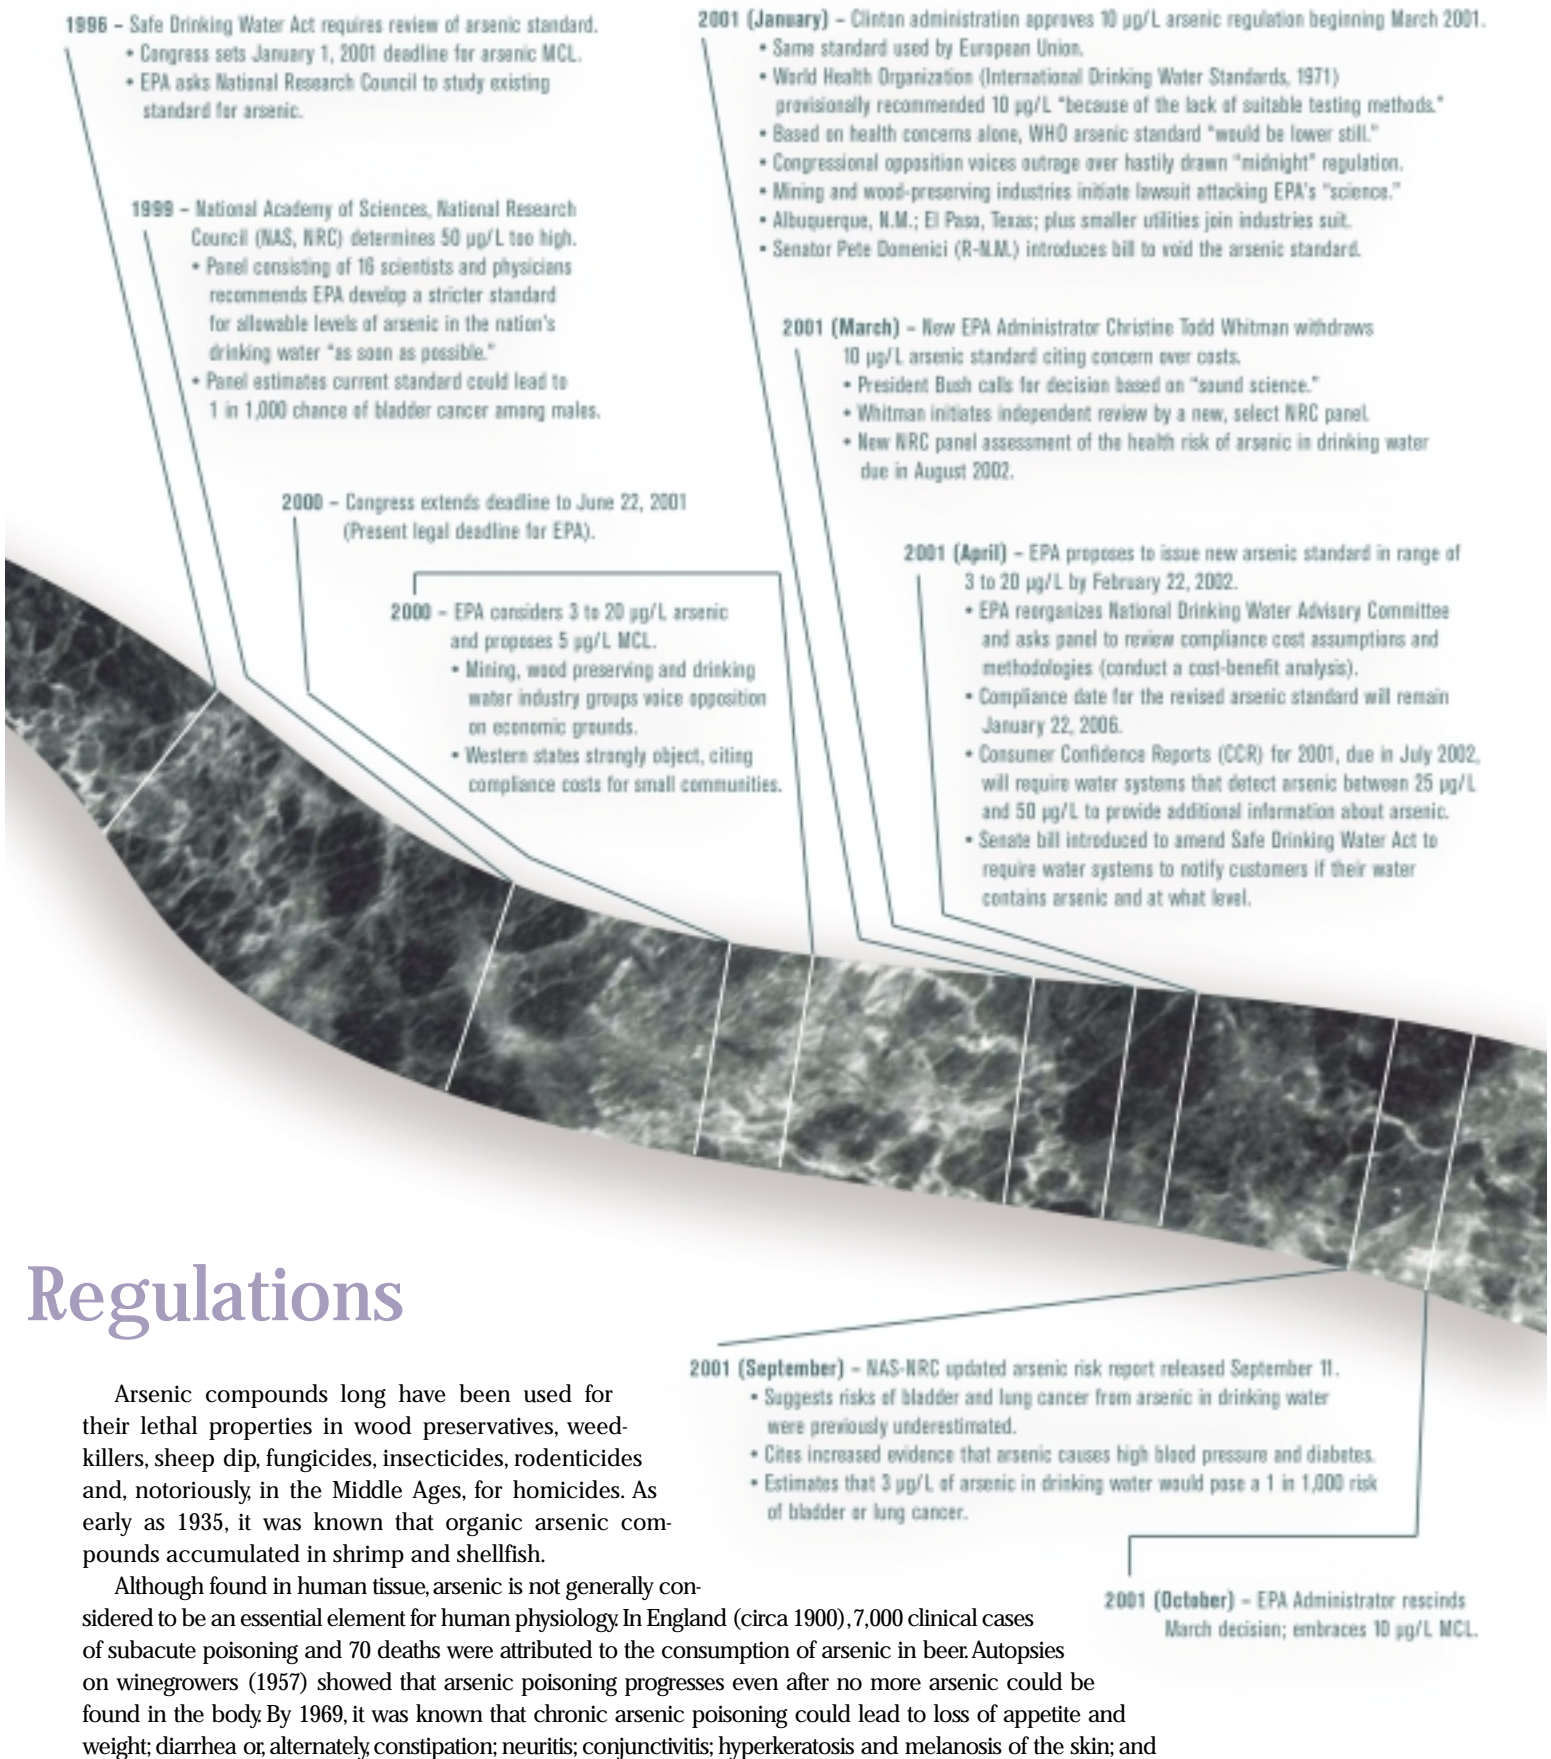 1996 – Safe Drinking Water Act requires review of arsenic standard.
• Congress sets January 1, 2001 deadline for arsenic MCL.
• EPA asks National Research Council to study existing
standard for arsenic.
1999 – National Academy of Sciences, National Research
Council (NAS, NRC) determines 50 µg/L too high.
• Panel consisting of 16 scientists and physicians
recommends EPA develop a stricter standard
for allowable levels of arsenic in the nation's
drinking water "as soon as possible."
• Panel estimates current standard could lead to
1 in 1,000 chance of bladder cancer among males.
2000 – Congress extends deadline to June 22, 2001
(Present legal deadline for EPA).
2000 – EPA considers 3 to 20 µg/L arsenic
and proposes 5 µg/L MCL.
• Mining, wood preserving and drinking
water industry groups voice opposition
on economic grounds.
• Western states strongly object, citing
compliance costs for small communities.
2001 (January) – Clinton administration approves 10 µg/L arsenic regulation beginning March 2001.
• Same standard used by European Union.
• World Health Organization (International Drinking Water Standards, 1971)
provisionally recommended 10 µg/L "because of the lack of suitable testing methods."
• Based on health concerns alone, WHO arsenic standard "would be lower still."
• Congressional opposition voices outrage over hastily drawn "midnight" regulation.
• Mining and wood-preserving industries initiate lawsuit attacking EPA's "science."
• Albuquerque, N.M.; El Paso, Texas; plus smaller utilities join industries suit.
• Senator Pete Domenici (R-N.M.) introduces bill to void the arsenic standard.
2001 (March) – New EPA Administrator Christine Todd Whitman withdraws
10 µg/L arsenic standard citing concern over costs.
• President Bush calls for decision based on "sound science."
• Whitman initiates independent review by a new, select NRC panel.
• New NRC panel assessment of the health risk of arsenic in drinking water
due in August 2002.
2001 (April) – EPA proposes to issue new arsenic standard in range of
3 to 20 µg/L by February 22, 2002.
• EPA reorganizes National Drinking Water Advisory Committee
and asks panel to review compliance cost assumptions and
methodologies (conduct a cost-benefit analysis).
• Compliance date for the revised arsenic standard will remain
January 22, 2006.
• Consumer Confidence Reports (CCR) for 2001, due in July 2002,
will require water systems that detect arsenic between 25 µg/L
and 50 µg/L to provide additional information about arsenic.
• Senate bill introduced to amend Safe Drinking Water Act to
require water systems to notify customers if their water
contains arsenic and at what level.
Regulations
2001 (September) – NAS-NRC updated arsenic risk report released September 11.
• Suggests risks of bladder and lung cancer from arsenic in drinking water
were previously underestimated.
• Cites increased evidence that arsenic causes high blood pressure and diabetes.
• Estimates that 3 µg/L of arsenic in drinking water would pose a 1 in 1,000 risk
of bladder or lung cancer.
2001 (October) – EPA Administrator rescinds
March decision; embraces 10 µg/L MCL.
Arsenic compounds long have been used for
their lethal properties in wood preservatives, weed-
killers, sheep dip, fungicides, insecticides, rodenticides
and, notoriously, in the Middle Ages, for homicides. As
early as 1935, it was known that organic arsenic com-
pounds accumulated in shrimp and shellfish.
Although found in human tissue, arsenic is not generally con-
sidered to be an essential element for human physiology. In England (circa 1900), 7,000 clinical cases
of subacute poisoning and 70 deaths were attributed to the consumption of arsenic in beer. Autopsies
on winegrowers (1957) showed that arsenic poisoning progresses even after no more arsenic could be
found in the body. By 1969, it was known that chronic arsenic poisoning could lead to loss of appetite and
weight; diarrhea or, alternately, constipation; neuritis; conjunctivitis; hyperkeratosis and melanosis of the skin; and